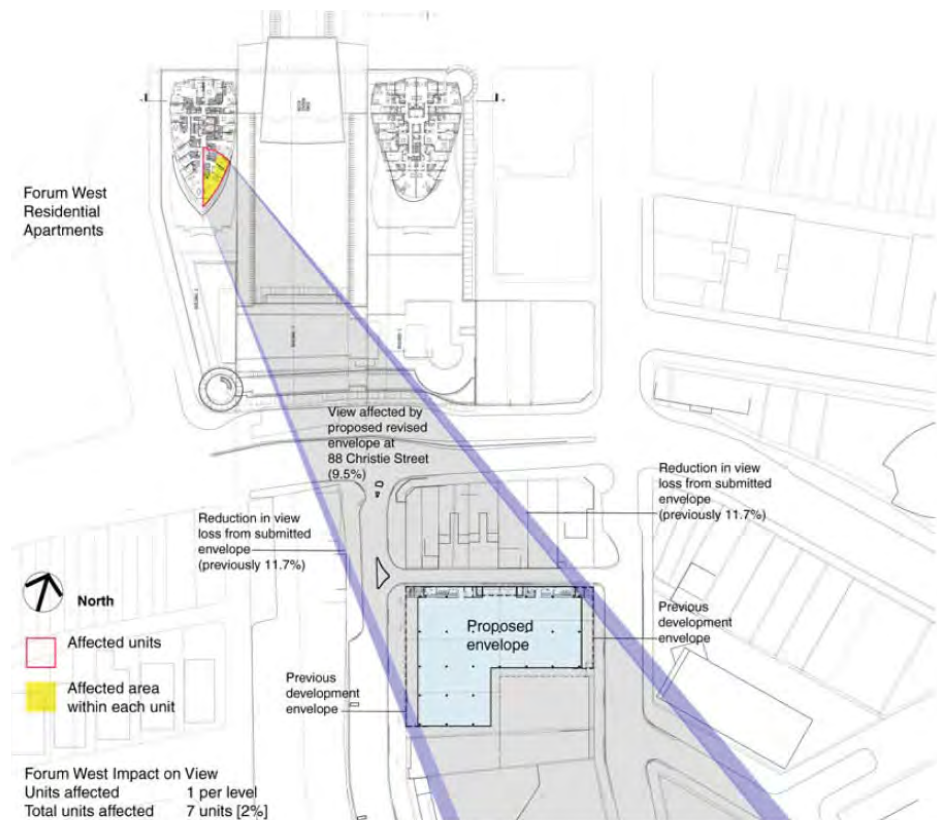 Forum West
Residential
Apartments
View affected by
proposed revised
envelope at
88 Christie Street
(9.5%)
Reduction in view
loss from submitted
envelope
(previously 11.7%)
Reduction in view
loss from submitted
envelope
(previously 11.7%)
North
Affected units
Affected area
within each unit
Proposed
envelope
Previous
development
envelope
Previous
development
envelope
Forum West Impact on View
Units affected 1 per level
Total units affected 7 units [2%]